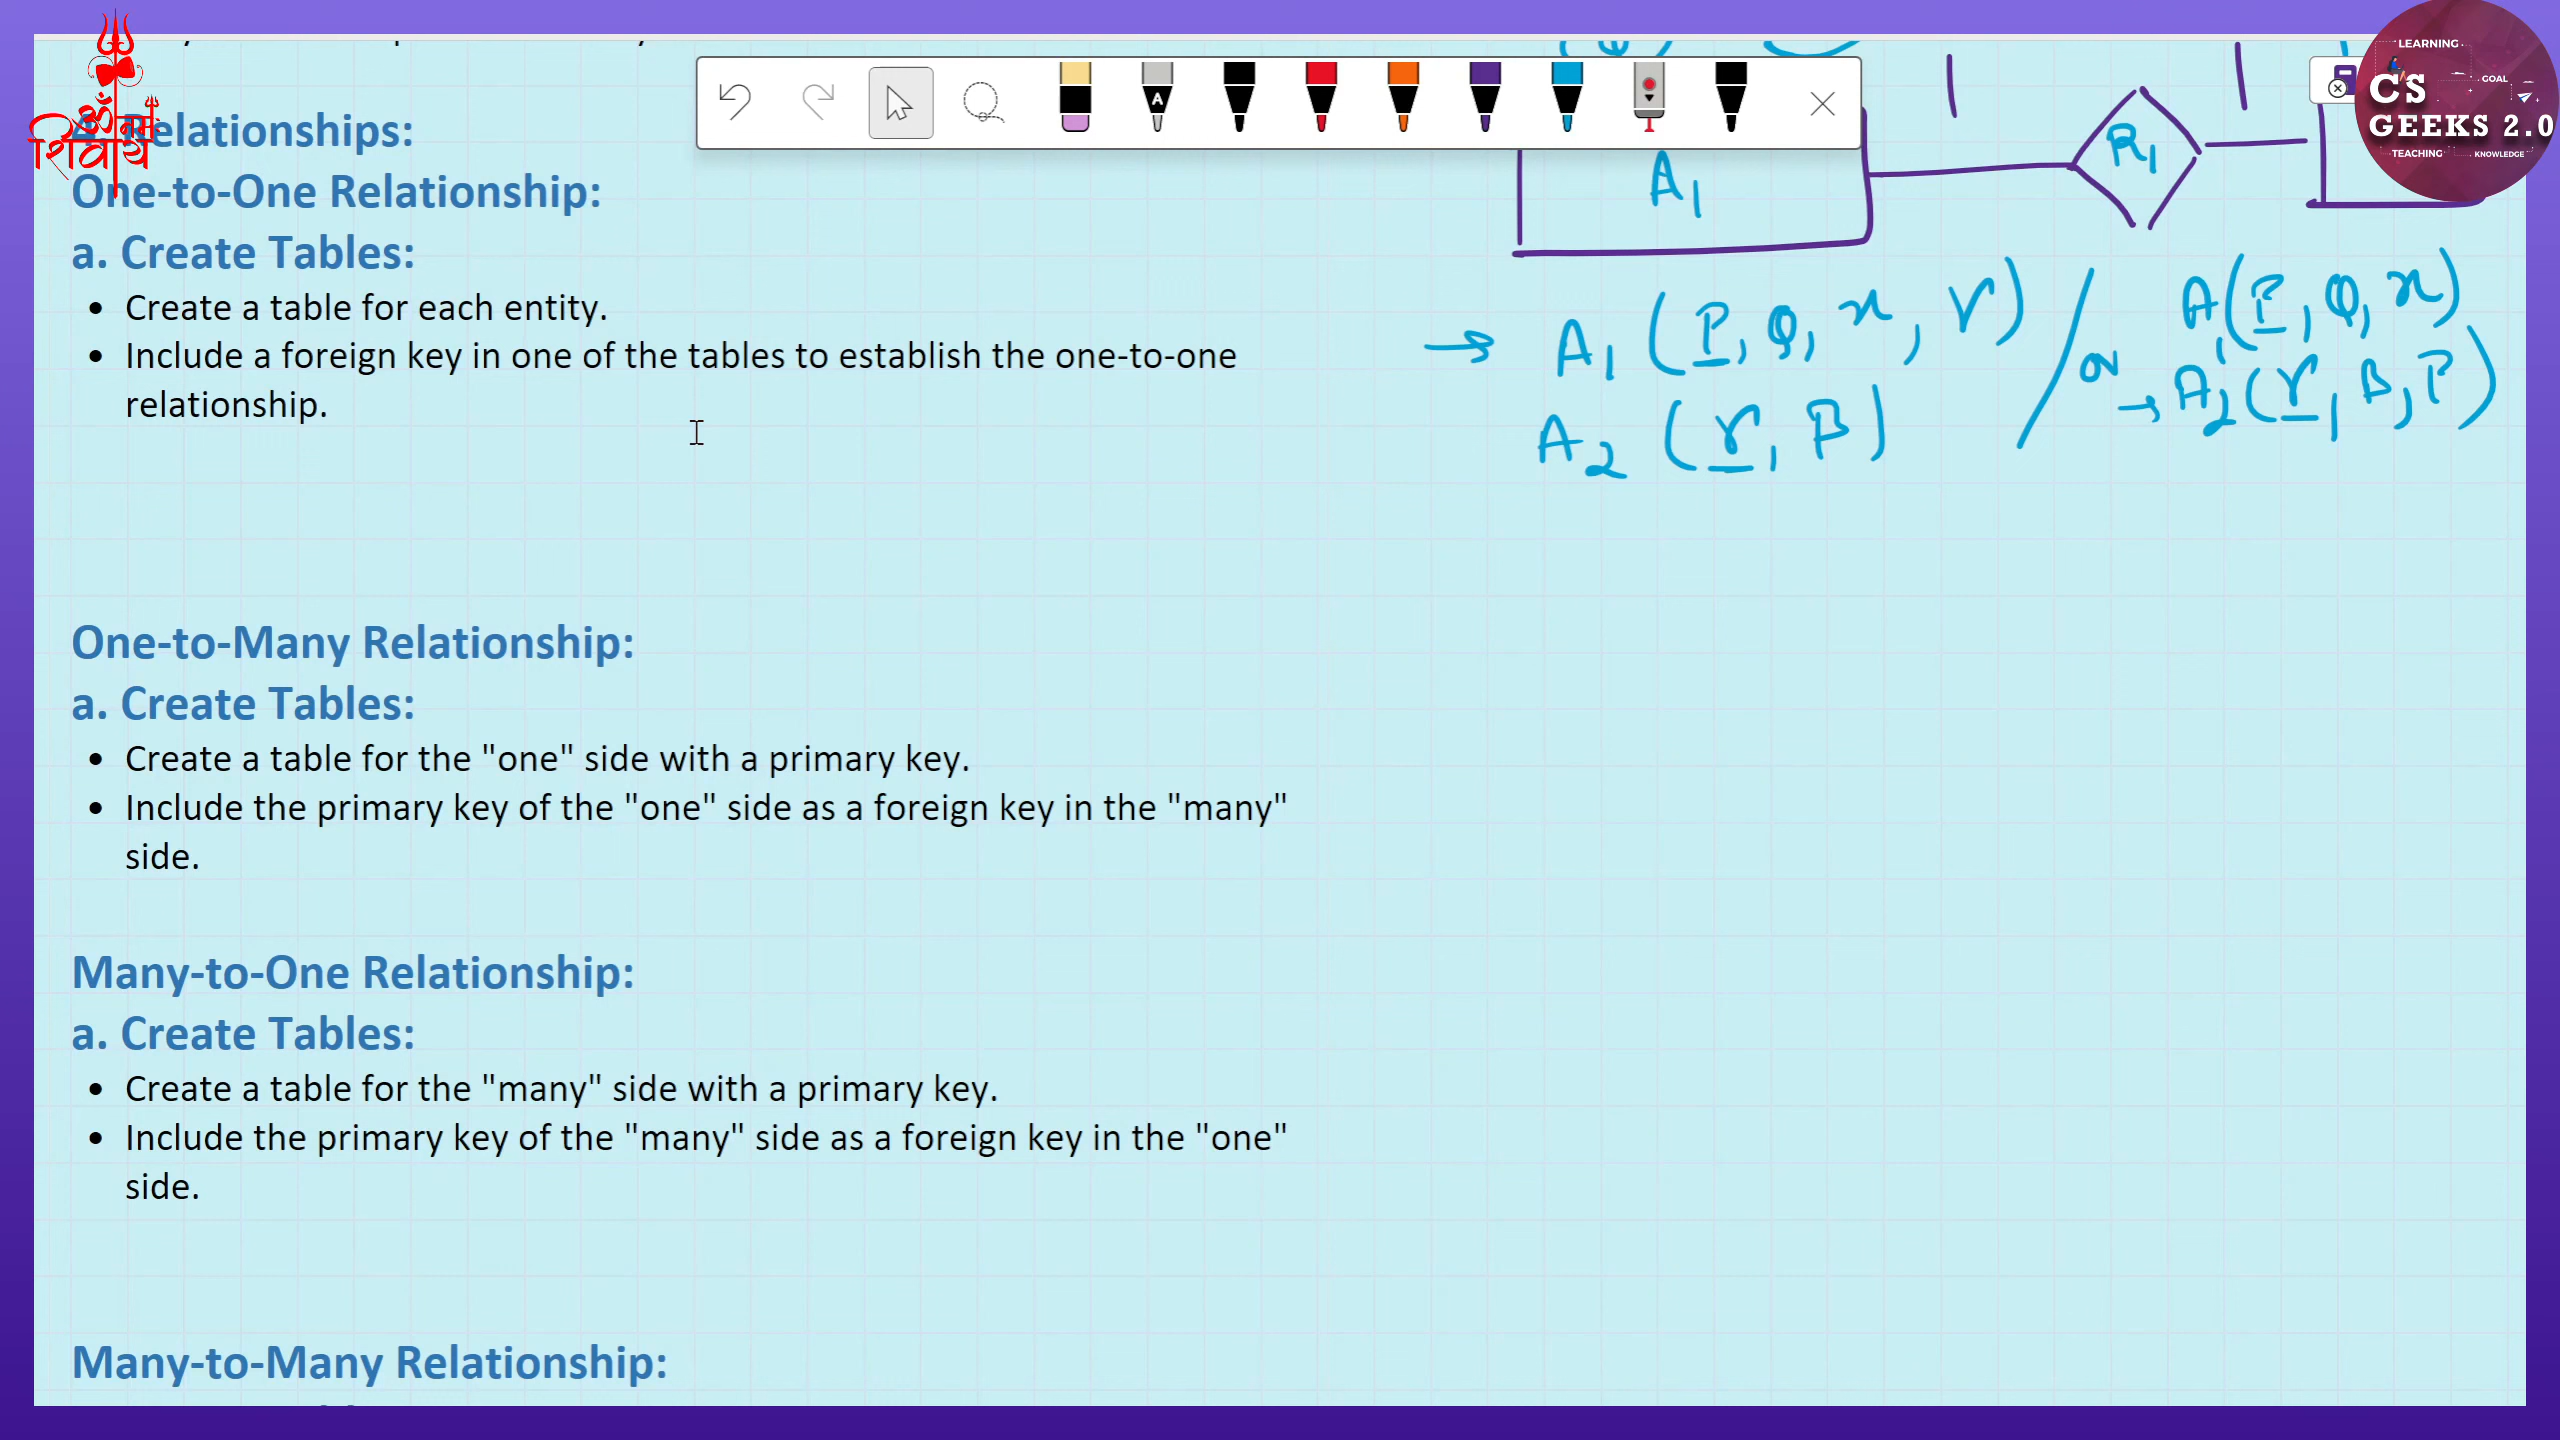 4. Relationships:
ॐ नमः
शिवाय
One-to-One Relationship:
a. Create Tables:
• Create a table for each entity.
• Include a foreign key in one of the tables to establish the one-to-one
relationship.
A
LEARNING
GOAL
CS
GEEKS 2.0
TEACHING KNOWLEDGE
A1
R1
→ A1 (P, Q, x, r) / or A1(P, Q, x)
A2 (r, B) → A2(r, B, P)
One-to-Many Relationship:
a. Create Tables:
• Create a table for the "one" side with a primary key.
• Include the primary key of the "one" side as a foreign key in the "many"
side.
Many-to-One Relationship:
a. Create Tables:
• Create a table for the "many" side with a primary key.
• Include the primary key of the "many" side as a foreign key in the "one"
side.
Many-to-Many Relationship: